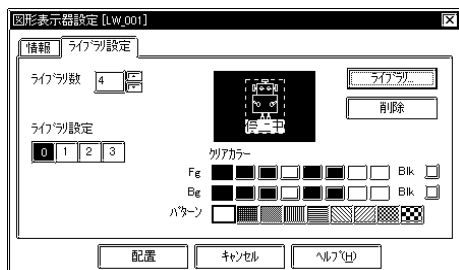 図形表示器設定 [LW_001]
情報 ライブラリ設定
ライブラリ数 4
ライブラリ...
削除
停止中
ライブラリ設定
0 1 2 3
クリアカラー
Fg Blk
Bg Blk
パターン
配置 キャンセル ヘルプ(H)